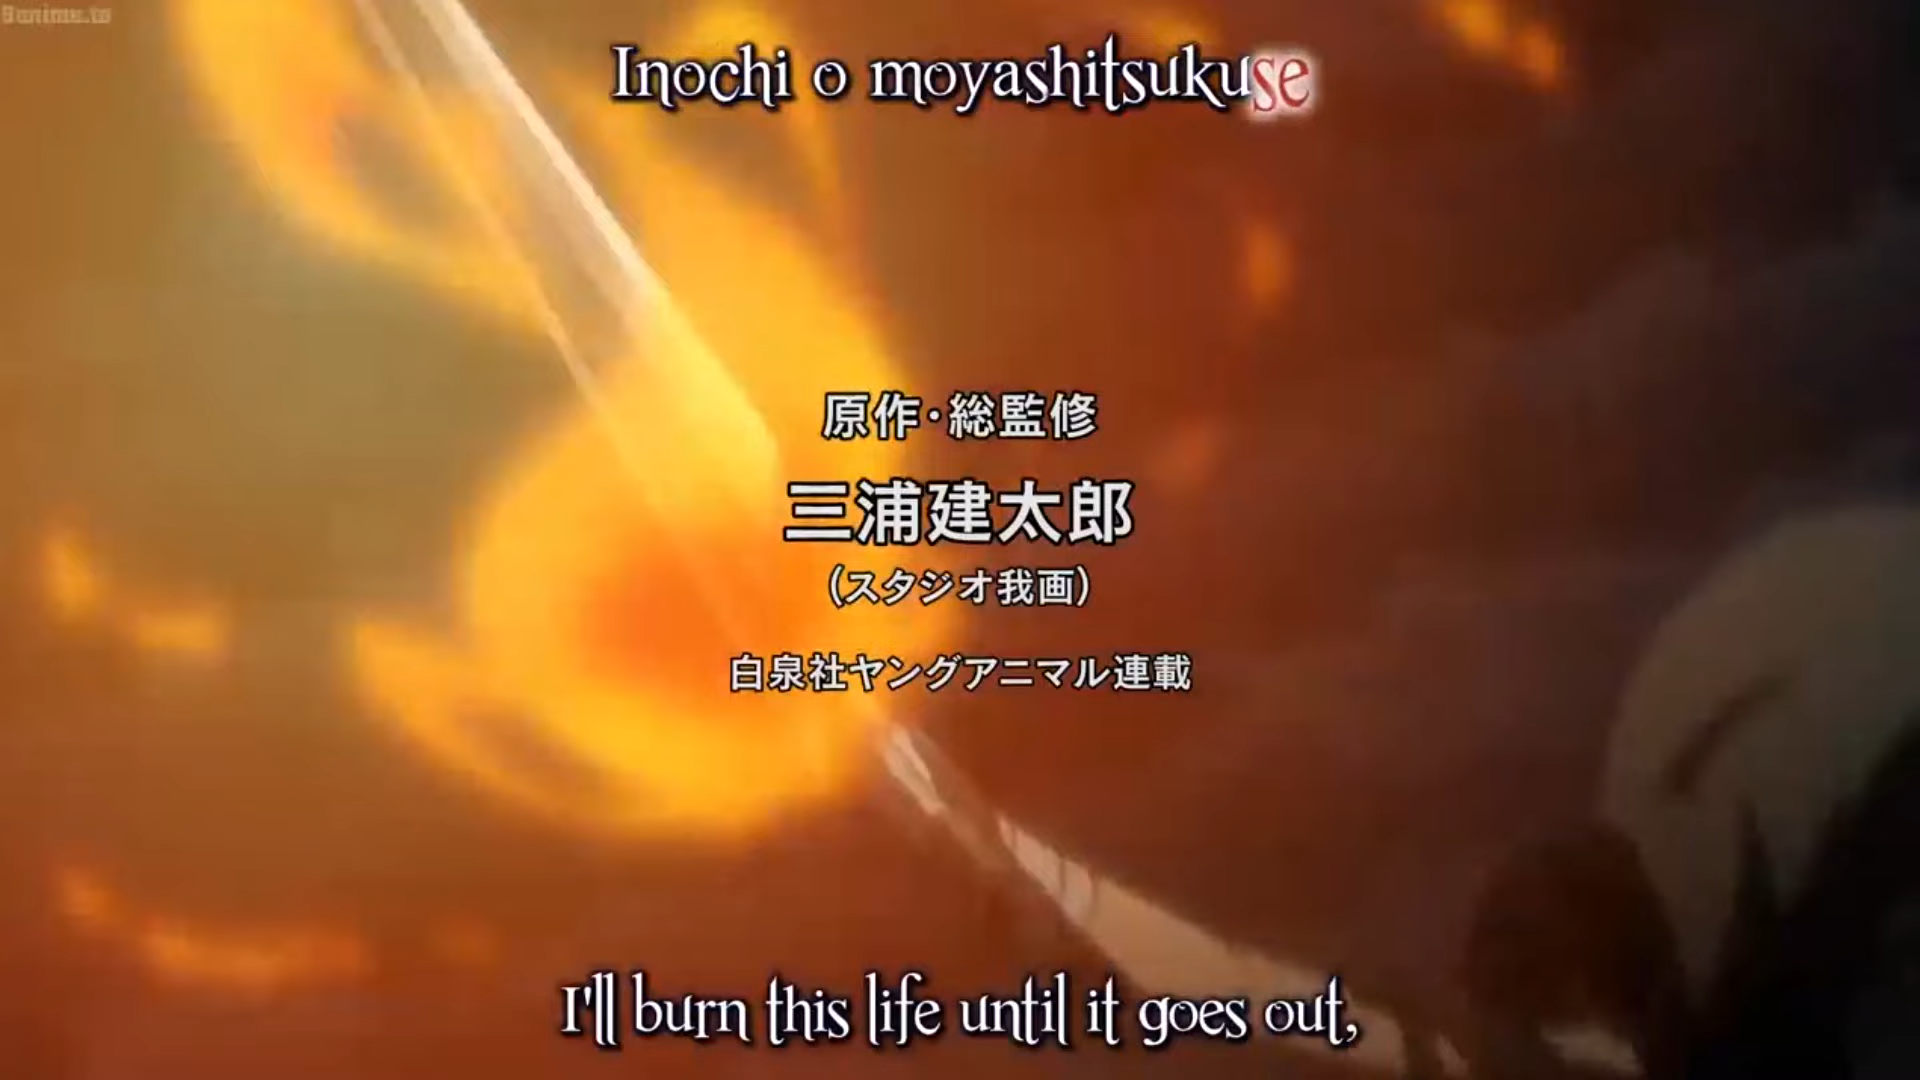 9anime.to
Inochi o moyashitsukuse
原作・総監修
三浦建太郎
(スタジオ我画)
白泉社ヤングアニマル連載
I'll burn this life until it goes out,